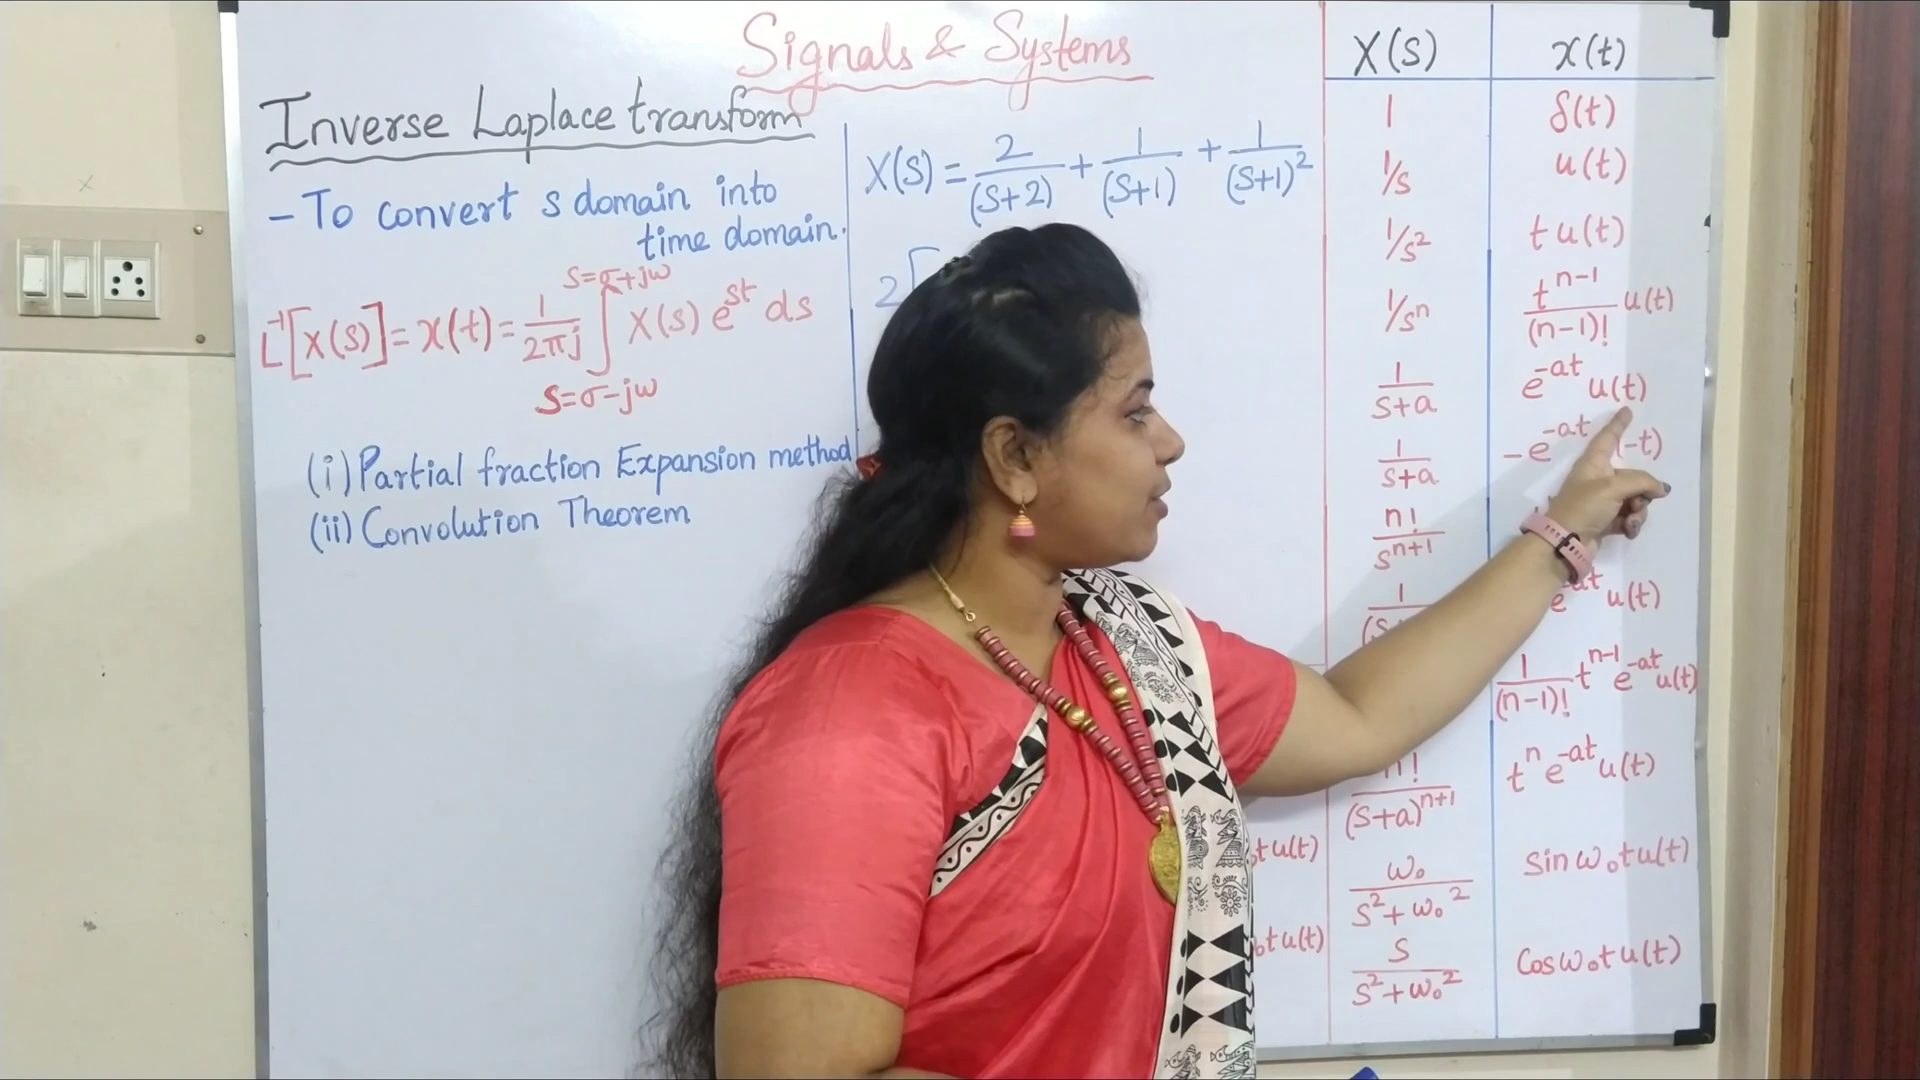 Signals & Systems
Inverse Laplace transform
- To convert s domain into
time domain.
L⁻¹[X(s)] = x(t) = 1/2πj ∫ X(s) e^st ds
s=σ+jω
s=σ-jω
(i) Partial fraction Expansion method
(ii) Convolution Theorem
X(s) = 2/(s+2) + 1/(s+1) + 1/(s+1)²
2[
X(s) x(t)
1 δ(t)
1/s u(t)
1/s² t u(t)
1/sⁿ t^(n-1)/(n-1)! u(t)
1/s+a e^-at u(t)
1/s+a -e^-at (-t)
n!/s^(n+1)
1/(s e^-at u(t)
1/(n-1)! t^(n-1) e^-at u(t)
n!/(s+a)^(n+1) tⁿ e^-at u(t)
₀t u(t) ω₀/s²+ω₀² sin ω₀t u(t)
₀t u(t) s/s²+ω₀² Cos ω₀t u(t)